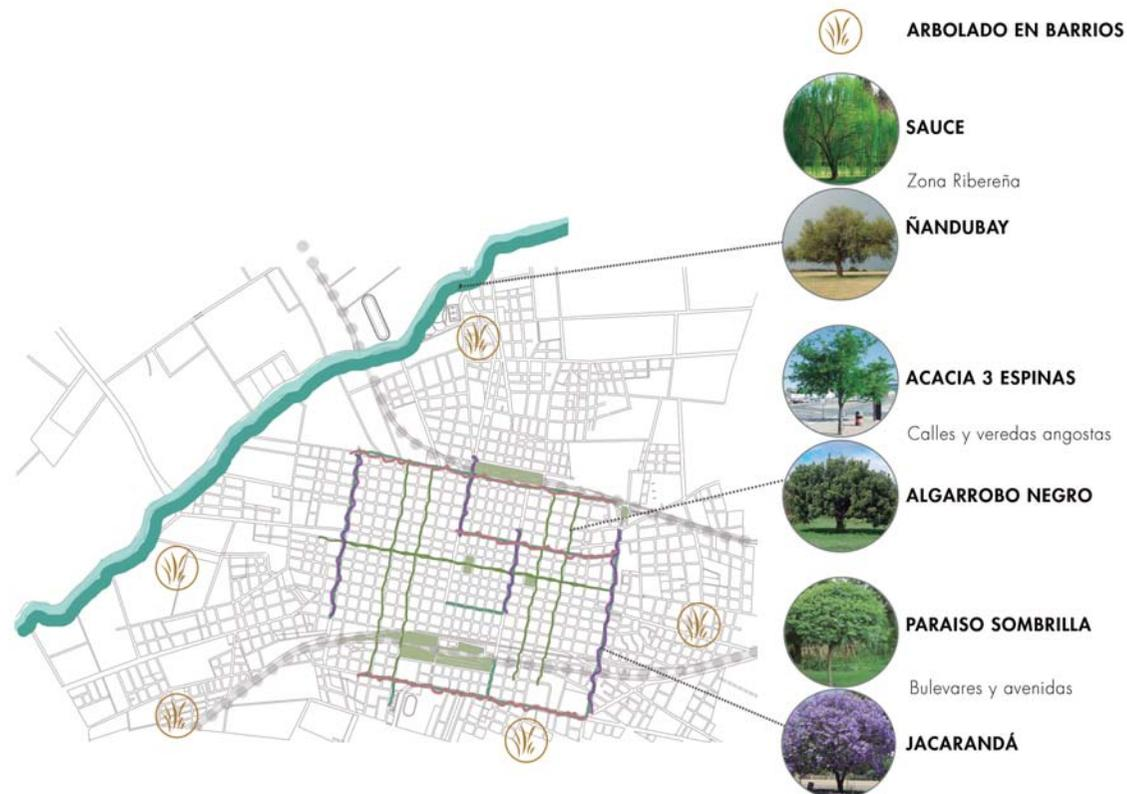 ARBOLADO EN BARRIOS
SAUCE
Zona Ribereña
ÑANDUBAY
ACACIA 3 ESPINAS
Calles y veredas angostas
ALGARROBO NEGRO
PARAISO SOMBRILLA
Bulevares y avenidas
JACARANDÁ